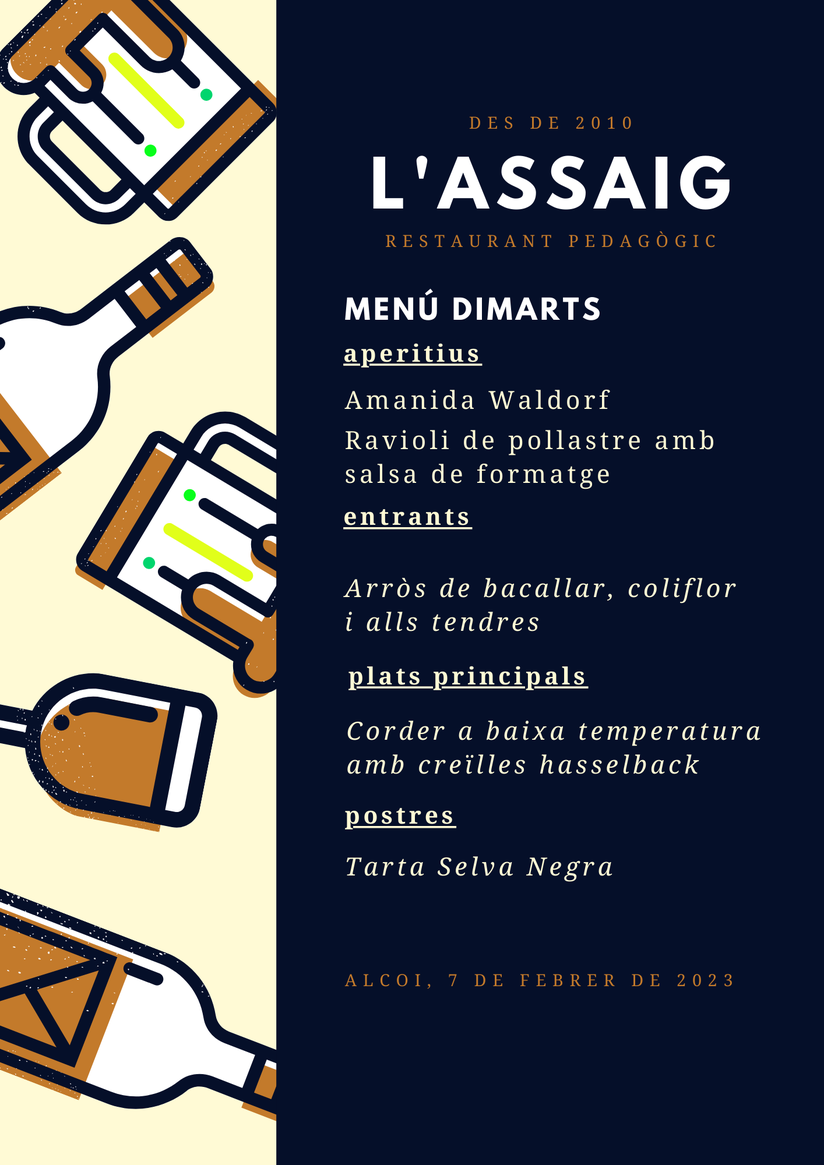 DES DE 2010
L'ASSAIG
RESTAURANT PEDAGÒGIC
MENÚ DIMARTS
aperitius
Amanida Waldorf
Ravioli de pollastre amb
salsa de formatge
entrants
Arròs de bacallar, coliflor
i alls tendres
plats principals
Corder a baixa temperatura
amb creïlles hasselback
postres
Tarta Selva Negra
ALCOI, 7 DE FEBRER DE 2023